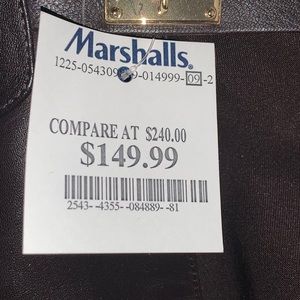 Marshalls.
1225-054309 9-014999-09-2
COMPARE AT $240.00
$149.99
2543- -4355- -084889- -81